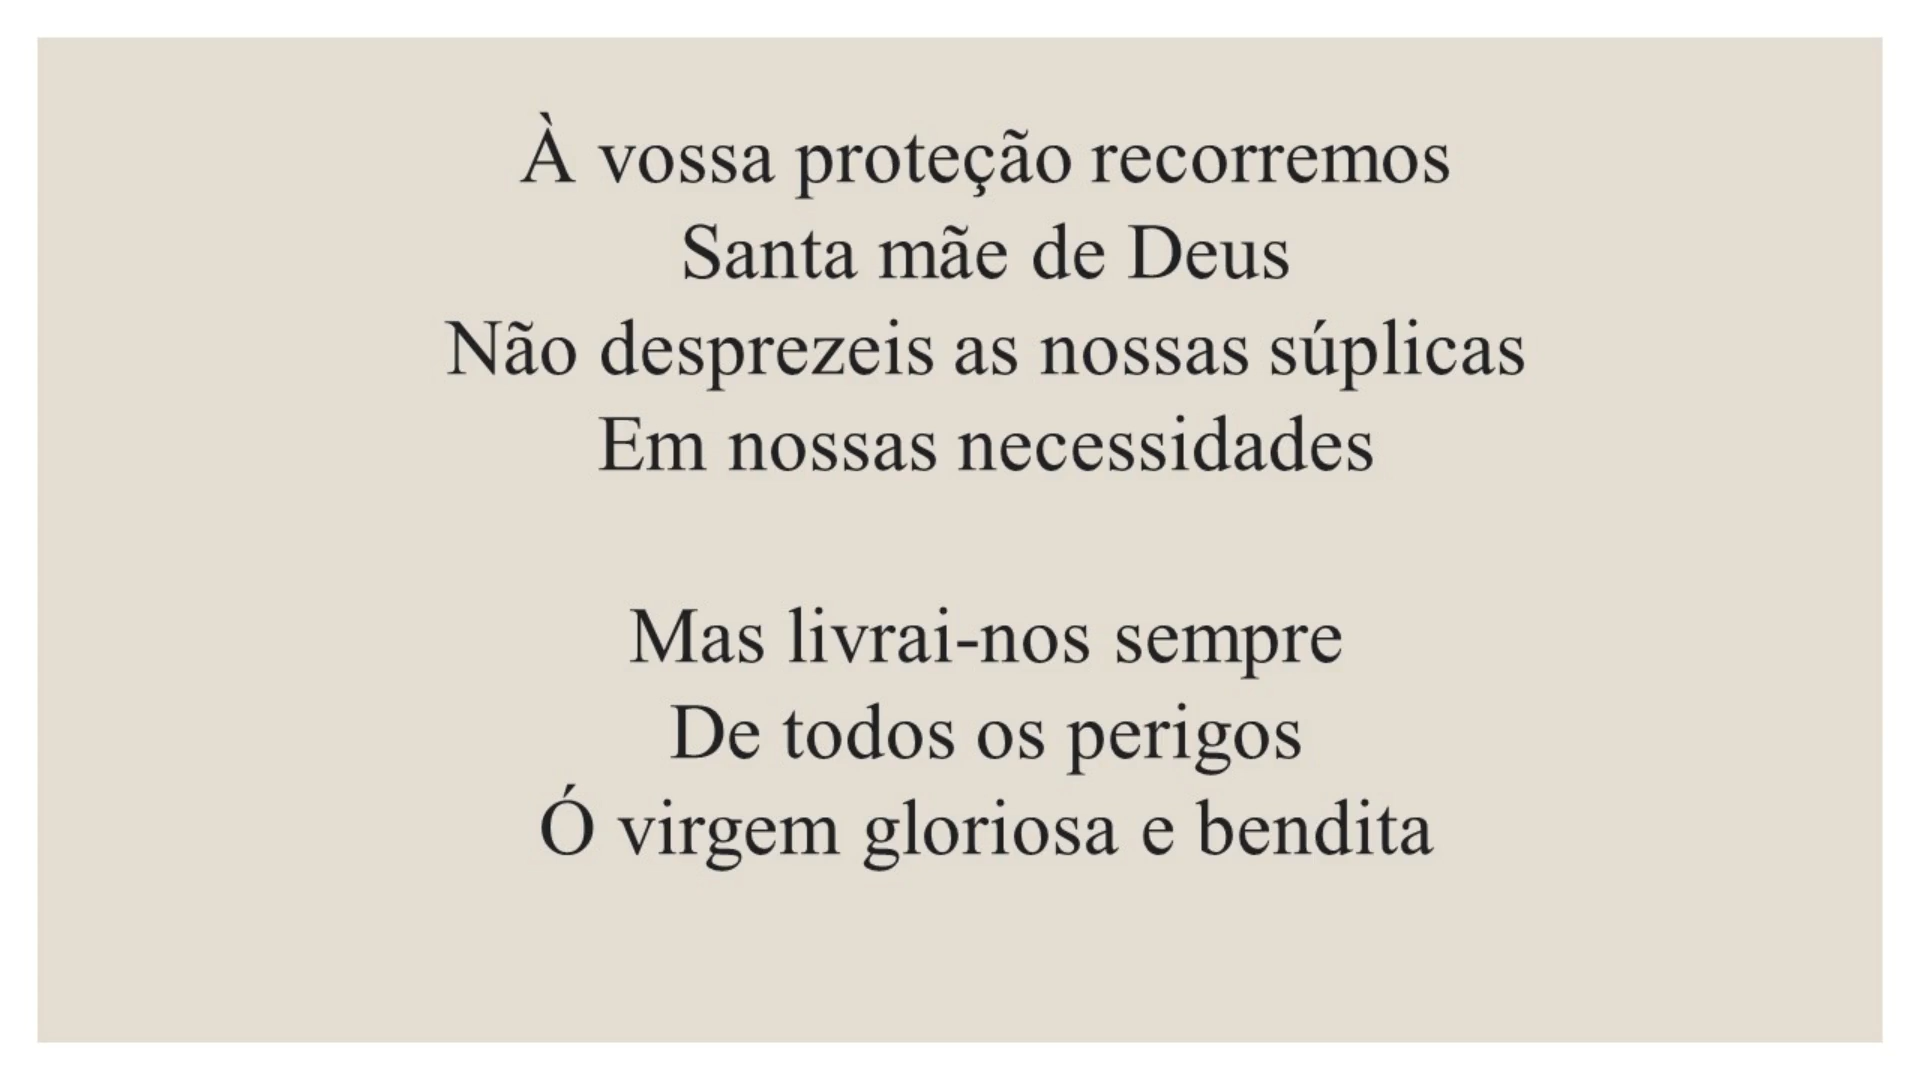 À vossa proteção recorremos
Santa mãe de Deus
Não desprezeis as nossas súplicas
Em nossas necessidades
Mas livrai-nos sempre
De todos os perigos
Ó virgem gloriosa e bendita